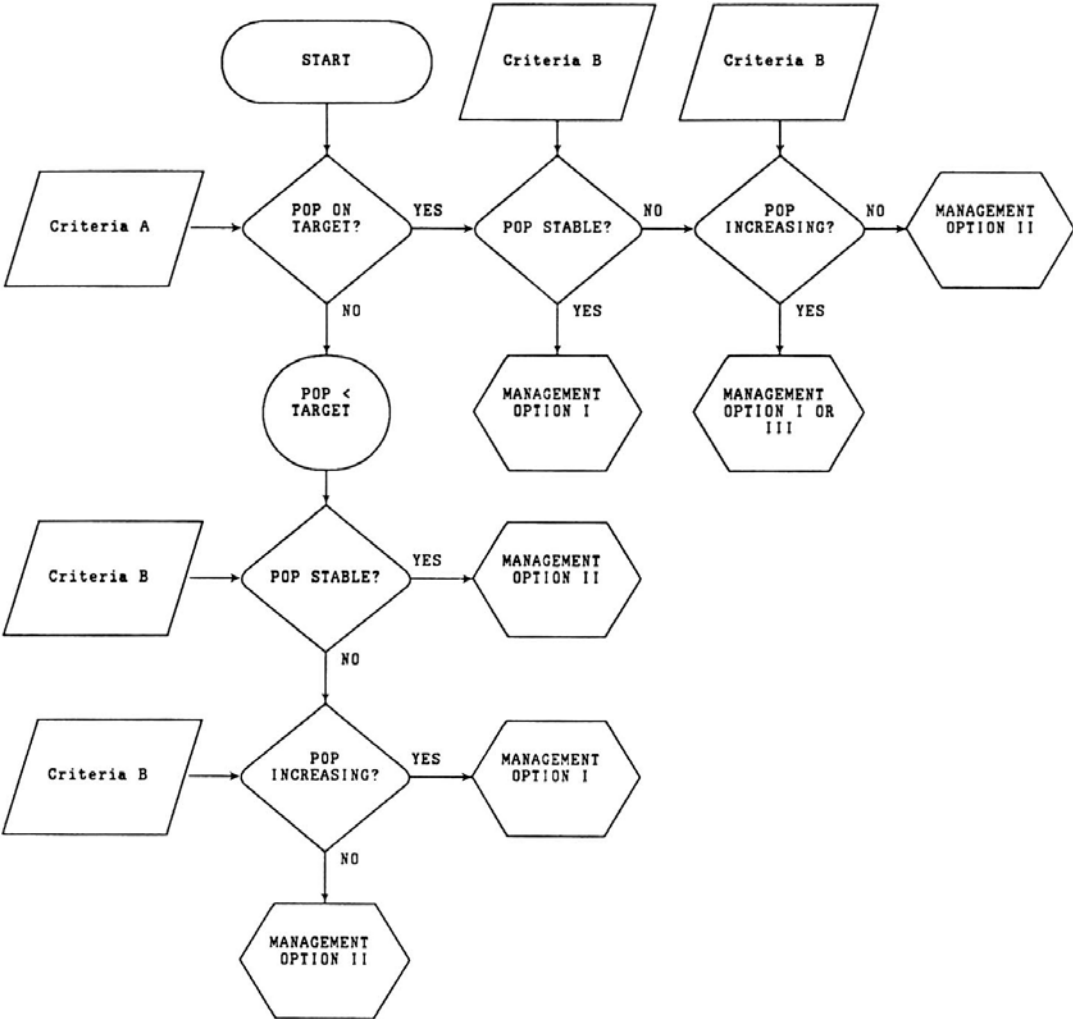 START
Criteria B
Criteria B
Criteria A
POP ON
TARGET?
YES
POP STABLE?
NO
POP
INCREASING?
NO
MANAGEMENT
OPTION II
NO
YES
YES
POP <
TARGET
MANAGEMENT
OPTION I
MANAGEMENT
OPTION I OR
III
Criteria B
POP STABLE?
YES
MANAGEMENT
OPTION II
NO
Criteria B
POP
INCREASING?
YES
MANAGEMENT
OPTION I
NO
MANAGEMENT
OPTION II